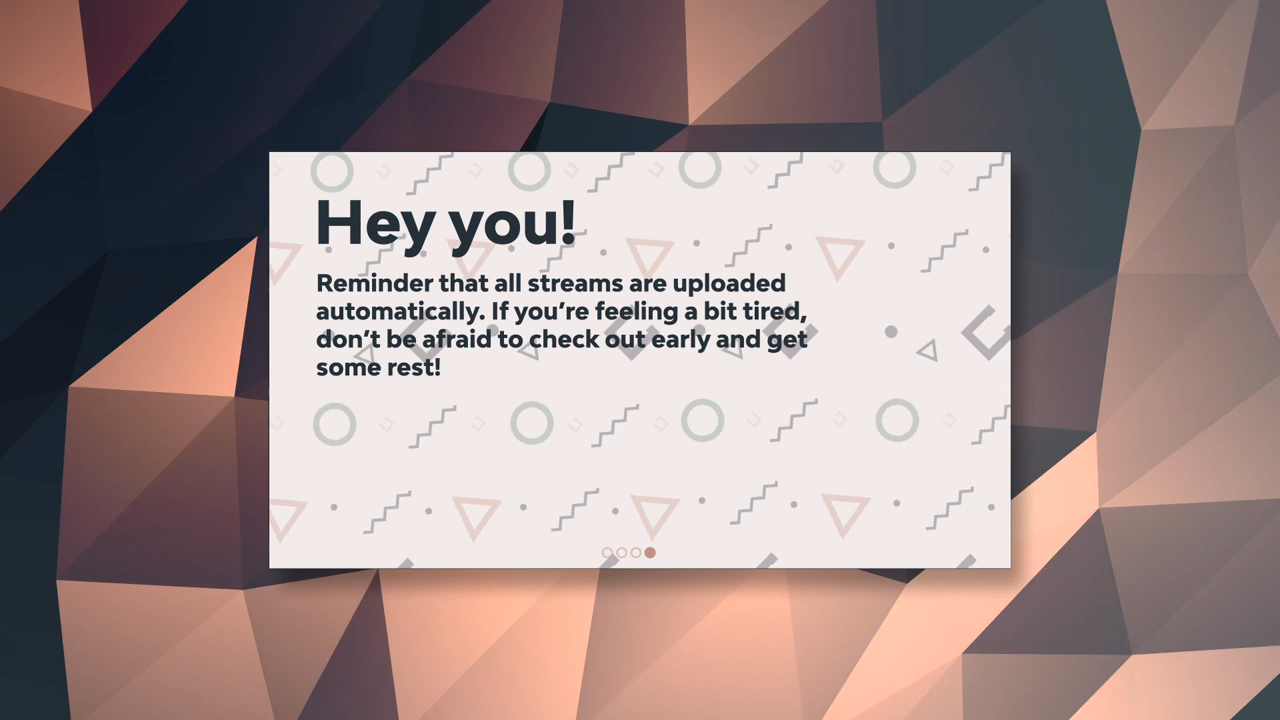 Hey you!
Reminder that all streams are uploaded
automatically. If you’re feeling a bit tired,
don’t be afraid to check out early and get
some rest!